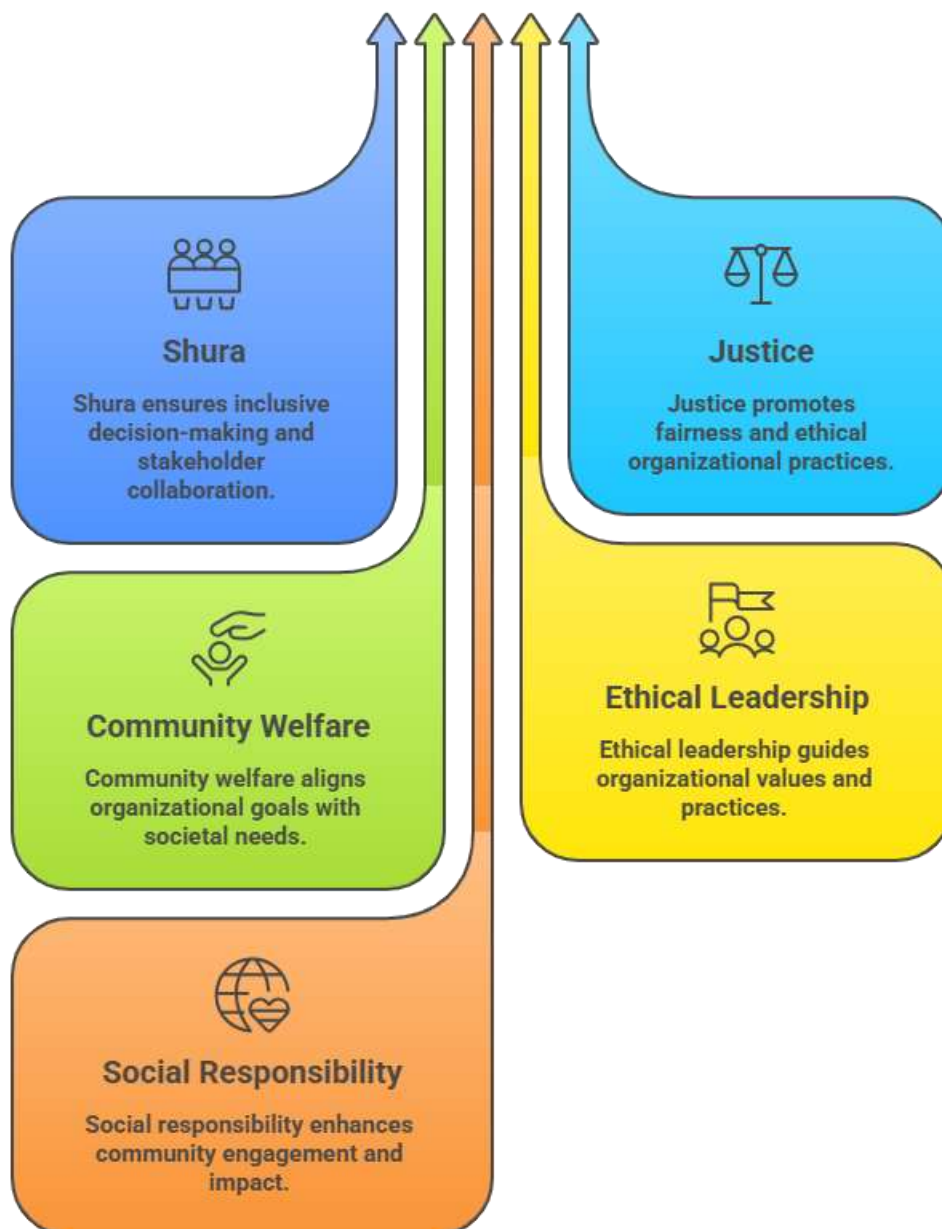 Shura
Shura ensures inclusive
decision-making and
stakeholder
collaboration.
Justice
Justice promotes
fairness and ethical
organizational practices.
Community Welfare
Community welfare aligns
organizational goals with
societal needs.
Ethical Leadership
Ethical leadership guides
organizational values and
practices.
Social Responsibility
Social responsibility enhances
community engagement and
impact.